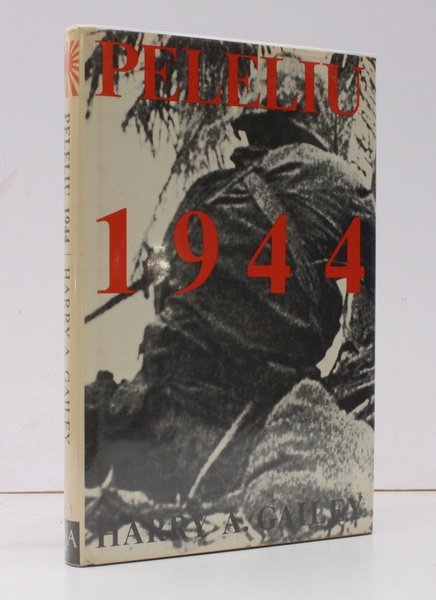 PELELIU
1944
HARRY A. GAILEY
PELELIU 1944 / HARRY A. GAILEY